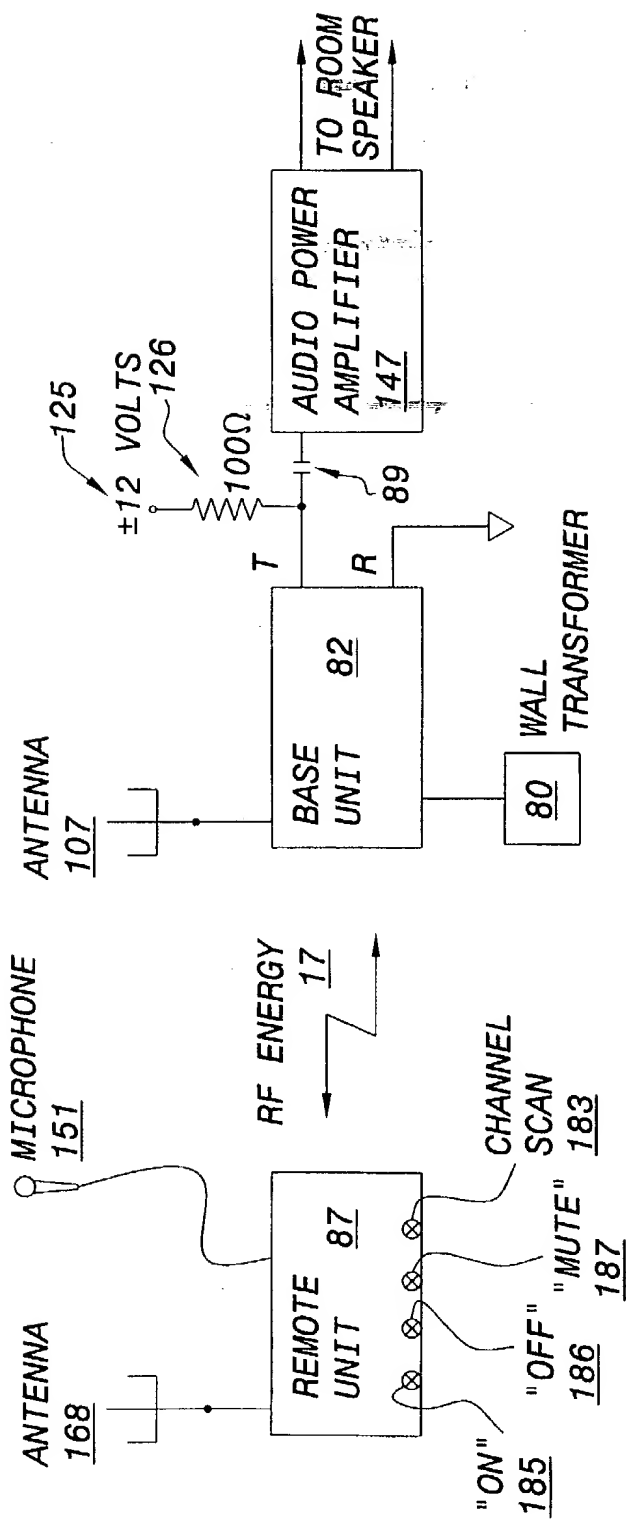 ANTENNA
168
MICROPHONE
151
REMOTE
UNIT
87
"ON"
185
"OFF"
186
"MUTE"
187
CHANNEL
SCAN
183
RF ENERGY
17
ANTENNA
107
BASE
UNIT
82
80
WALL
TRANSFORMER
T
R
125
±12 VOLTS
126
100Ω
89
AUDIO POWER
AMPLIFIER
147
TO ROOM
SPEAKER